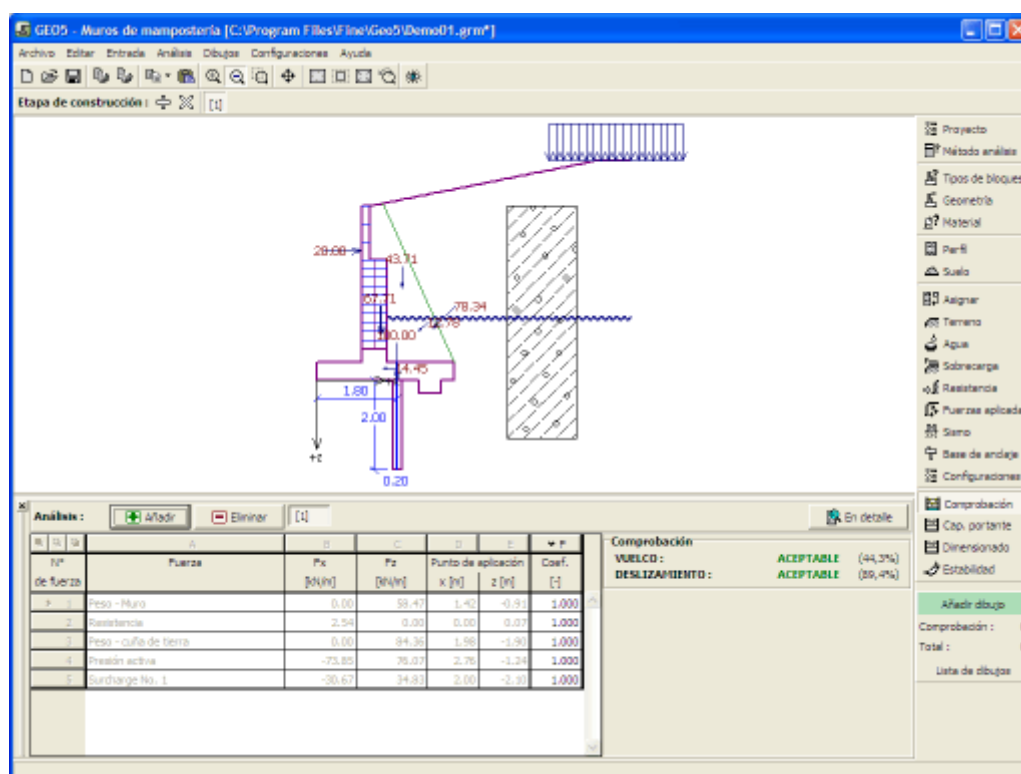 GEO5 - Muros de mampostería [C:\Program Files\Fine\Geo5\Demo01.grm*]
Archivo Editar Entrada Análisis Dibujos Configuraciones Ayuda
Etapa de construcción : [1]
28.00
43.71
78.34
1.80
2.00
+z
0.20
Proyecto
Método análisis
Tipos de bloques
Geometría
Material
Perfil
Suelo
Asignar
Terreno
Agua
Sobrecarga
Resistencia
Fuerzas aplicada
Sismo
Base de anclaje
Configuraciones
Comprobación
Cap. portante
Dimensionado
Estabilidad
Añadir dibujo
Comprobación :
Total :
Lista de dibujos
Análisis : Añadir Eliminar [1] En detalle
A B C D E F
Nº Fuerza Fx Fz Punto de aplicación Coef.
de fuerza [kN/m] [kN/m] x [m] z [m] [-]
1 Peso - Muro 0.00 58.47 1.42 -0.91 1.000
2 Resistencia 2.54 0.00 0.00 0.07 1.000
3 Peso - cuña de tierra 0.00 84.36 1.98 -1.90 1.000
4 Presión activa -73.85 76.07 2.76 -1.24 1.000
5 Surcharge No. 1 -30.67 34.83 2.00 -2.10 1.000
Comprobación
VUELCO : ACEPTABLE (44,3%)
DESLIZAMIENTO : ACEPTABLE (89,4%)